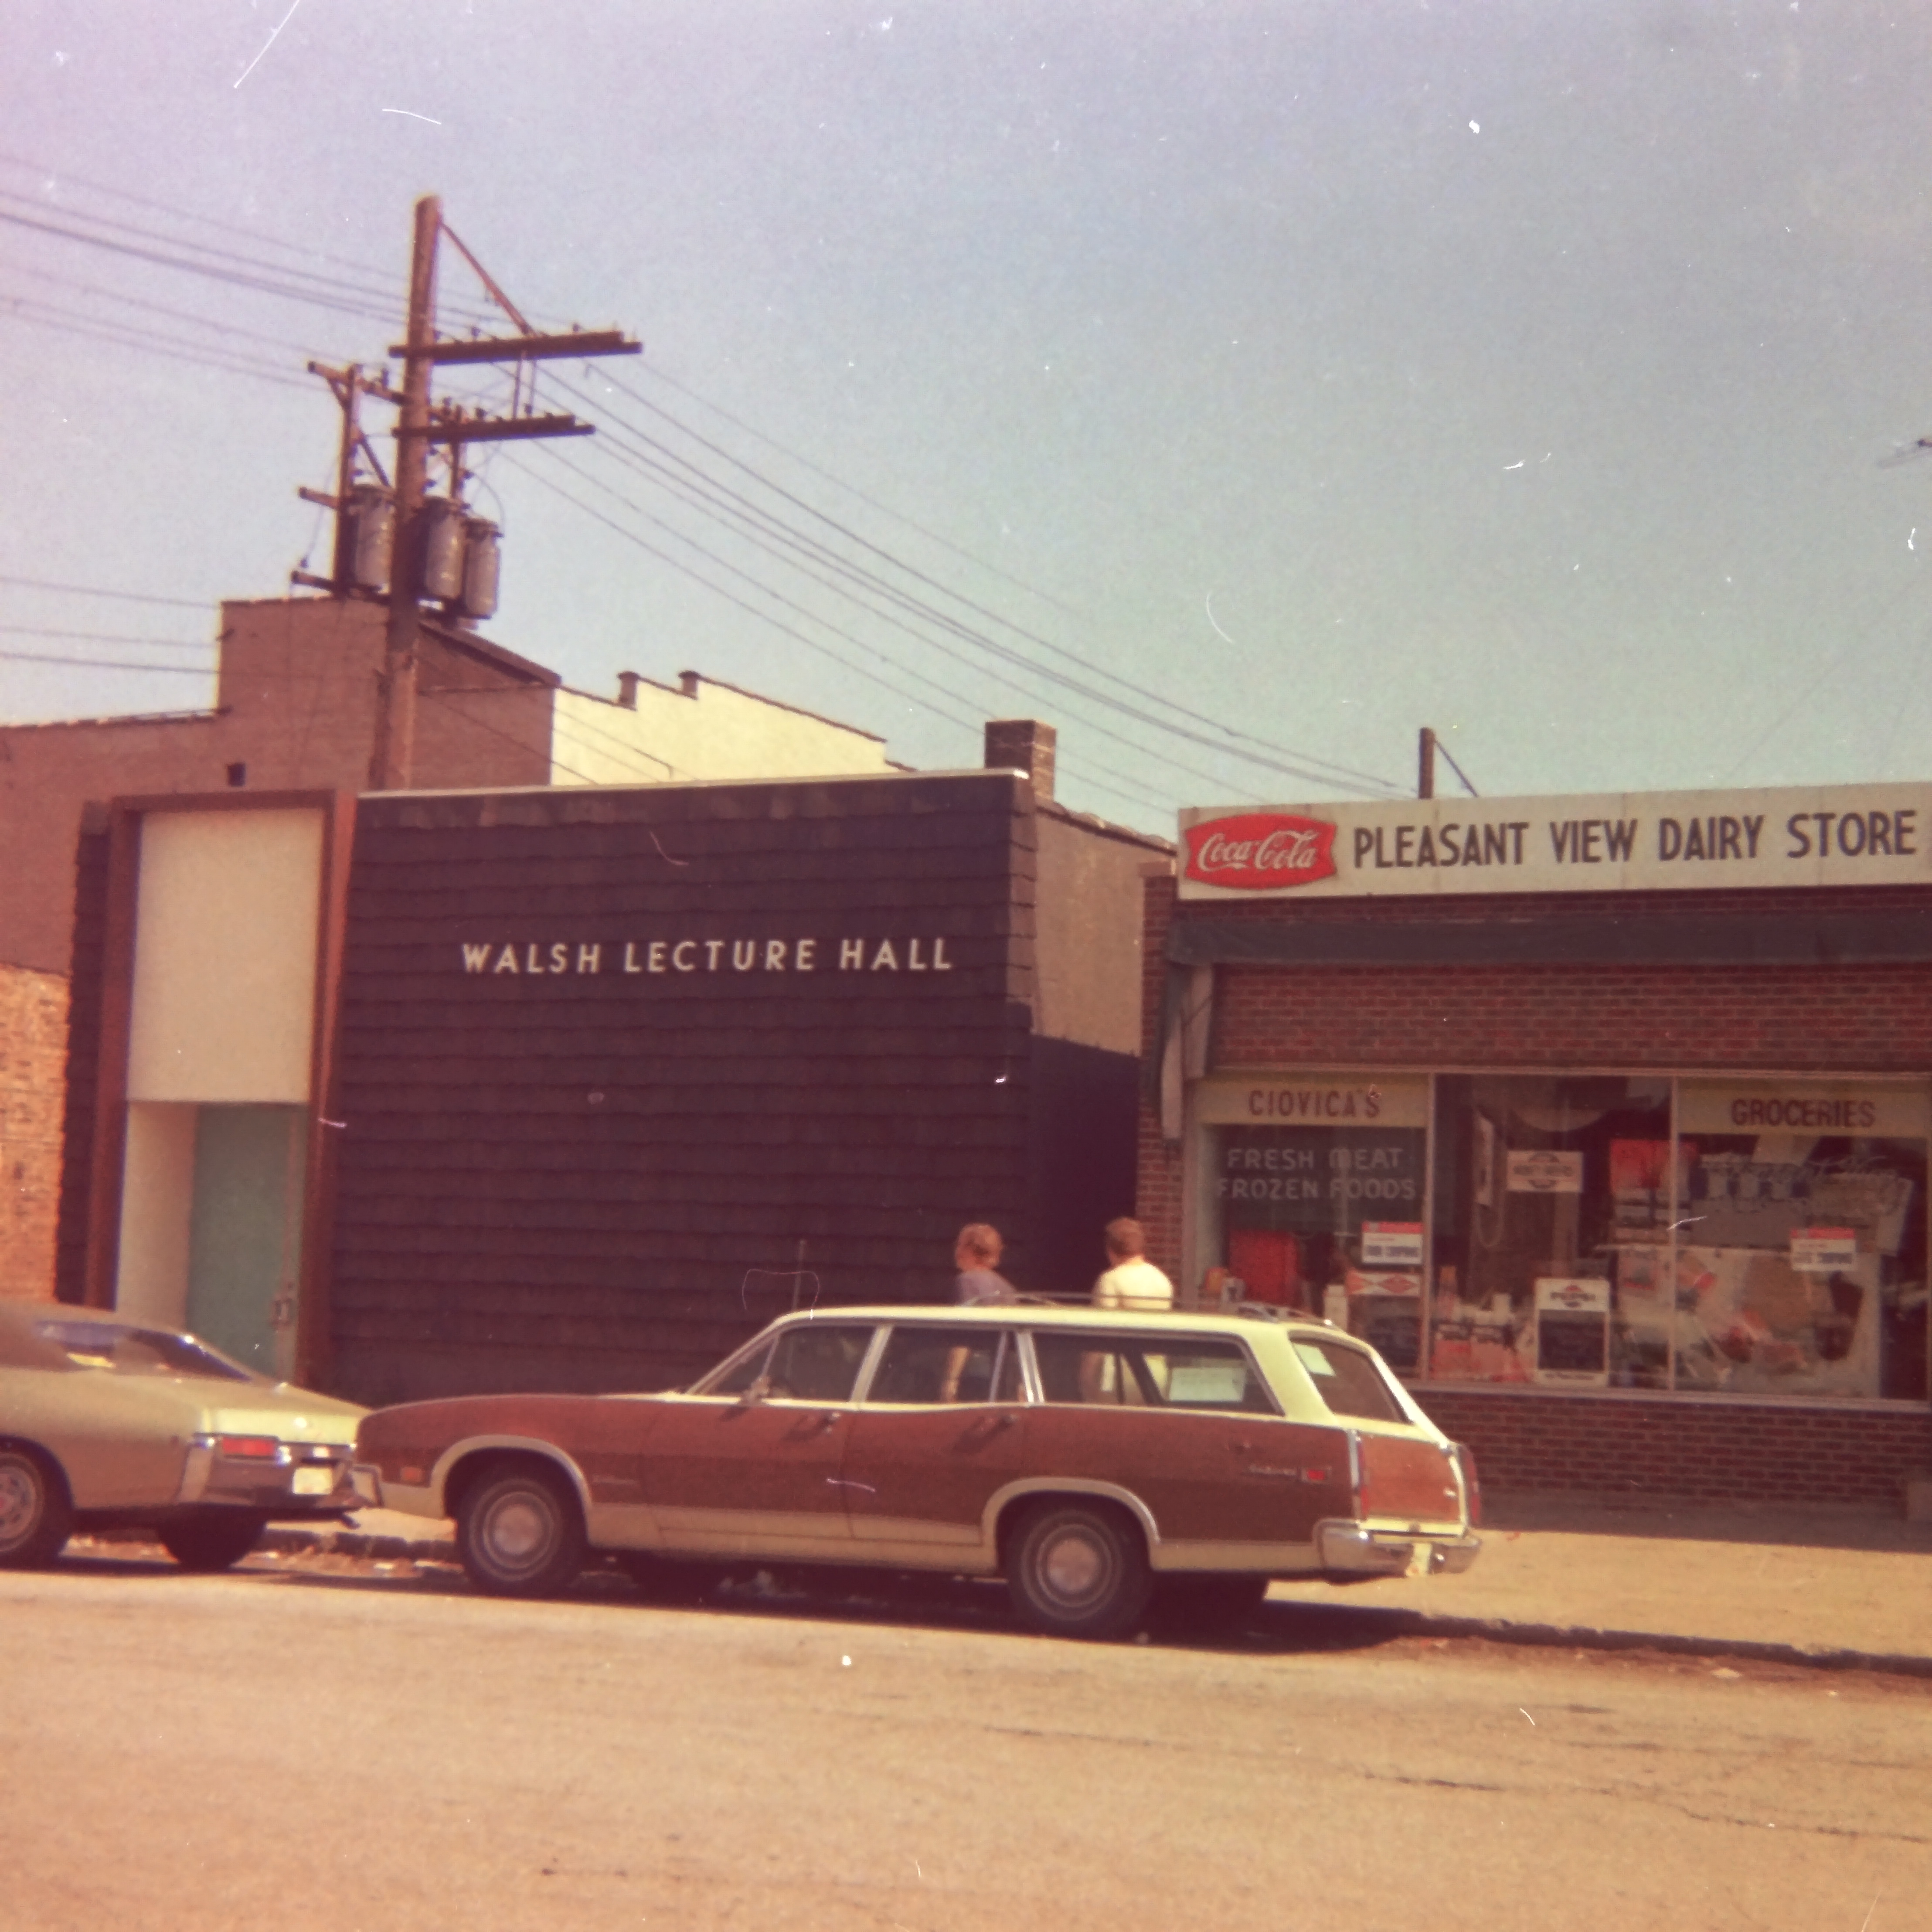 Coca-Cola
PLEASANT VIEW DAIRY STORE
WALSH LECTURE HALL
CIOVICA'S
GROCERIES
FRESH MEAT
FROZEN FOODS